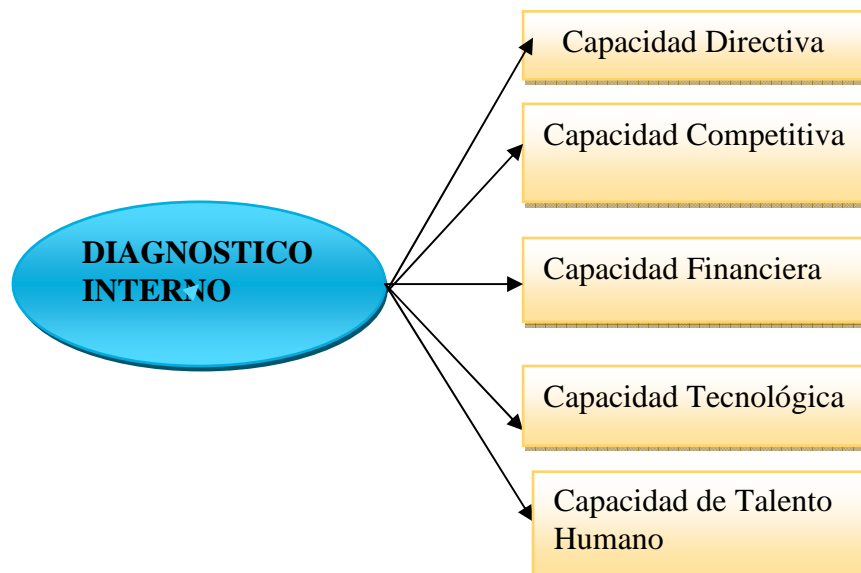 Capacidad Directiva
Capacidad Competitiva
DIAGNOSTICO
INTERNO
Capacidad Financiera
Capacidad Tecnológica
Capacidad de Talento
Humano